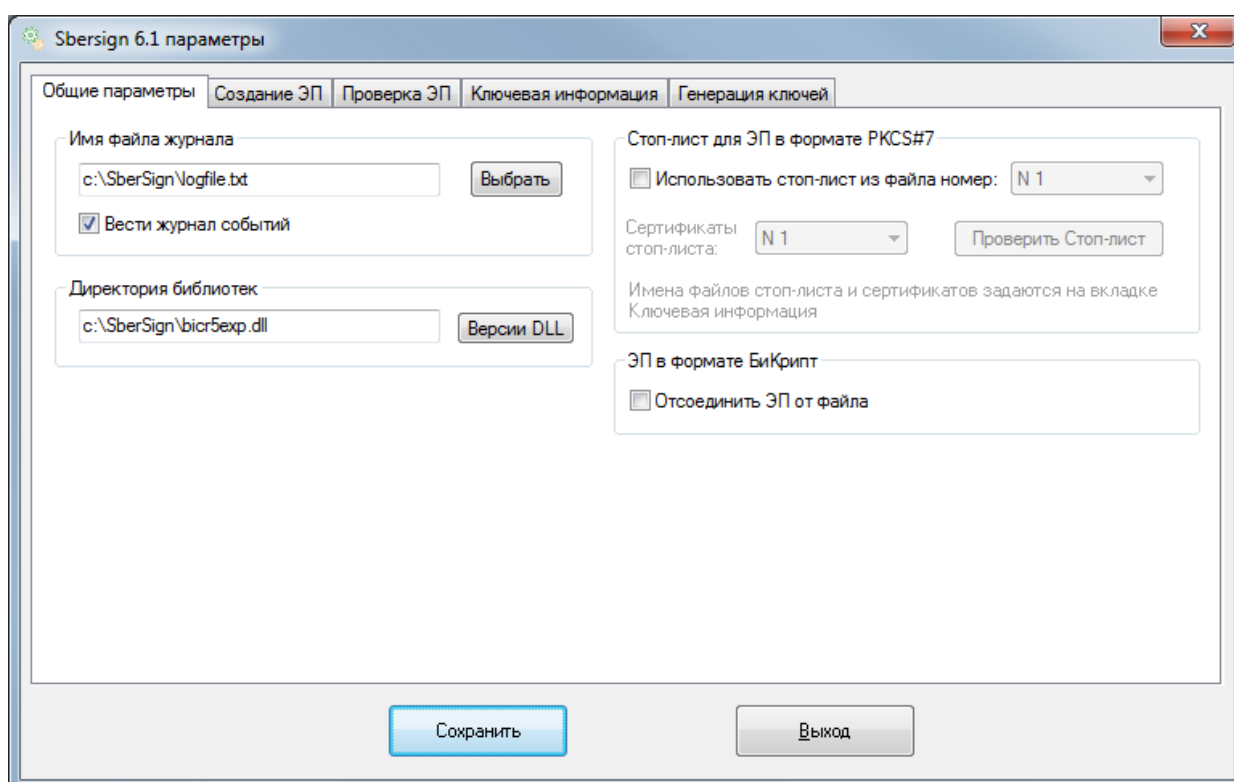 Sbersign 6.1 параметры
Общие параметры
Создание ЭП
Проверка ЭП
Ключевая информация
Генерация ключей
Имя файла журнала
c:\SberSign\logfile.txt
Выбрать
Вести журнал событий
Директория библиотек
c:\SberSign\bicr5exp.dll
Версии DLL
Стоп-лист для ЭП в формате PKCS#7
Использовать стоп-лист из файла номер:
N 1
Сертификаты
стоп-листа:
N 1
Проверить Стоп-лист
Имена файлов стоп-листа и сертификатов задаются на вкладке
Ключевая информация
ЭП в формате БиКрипт
Отсоединить ЭП от файла
Сохранить
Выход